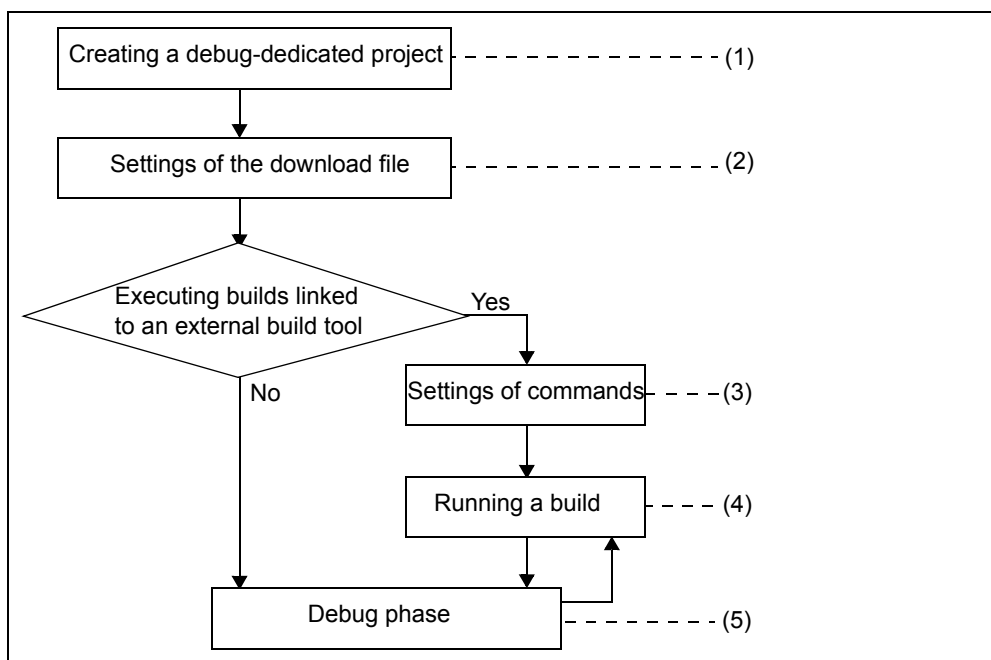 Creating a debug-dedicated project
(1)
Settings of the download file
(2)
Executing builds linked
to an external build tool
Yes
No
Settings of commands
(3)
Running a build
(4)
Debug phase
(5)